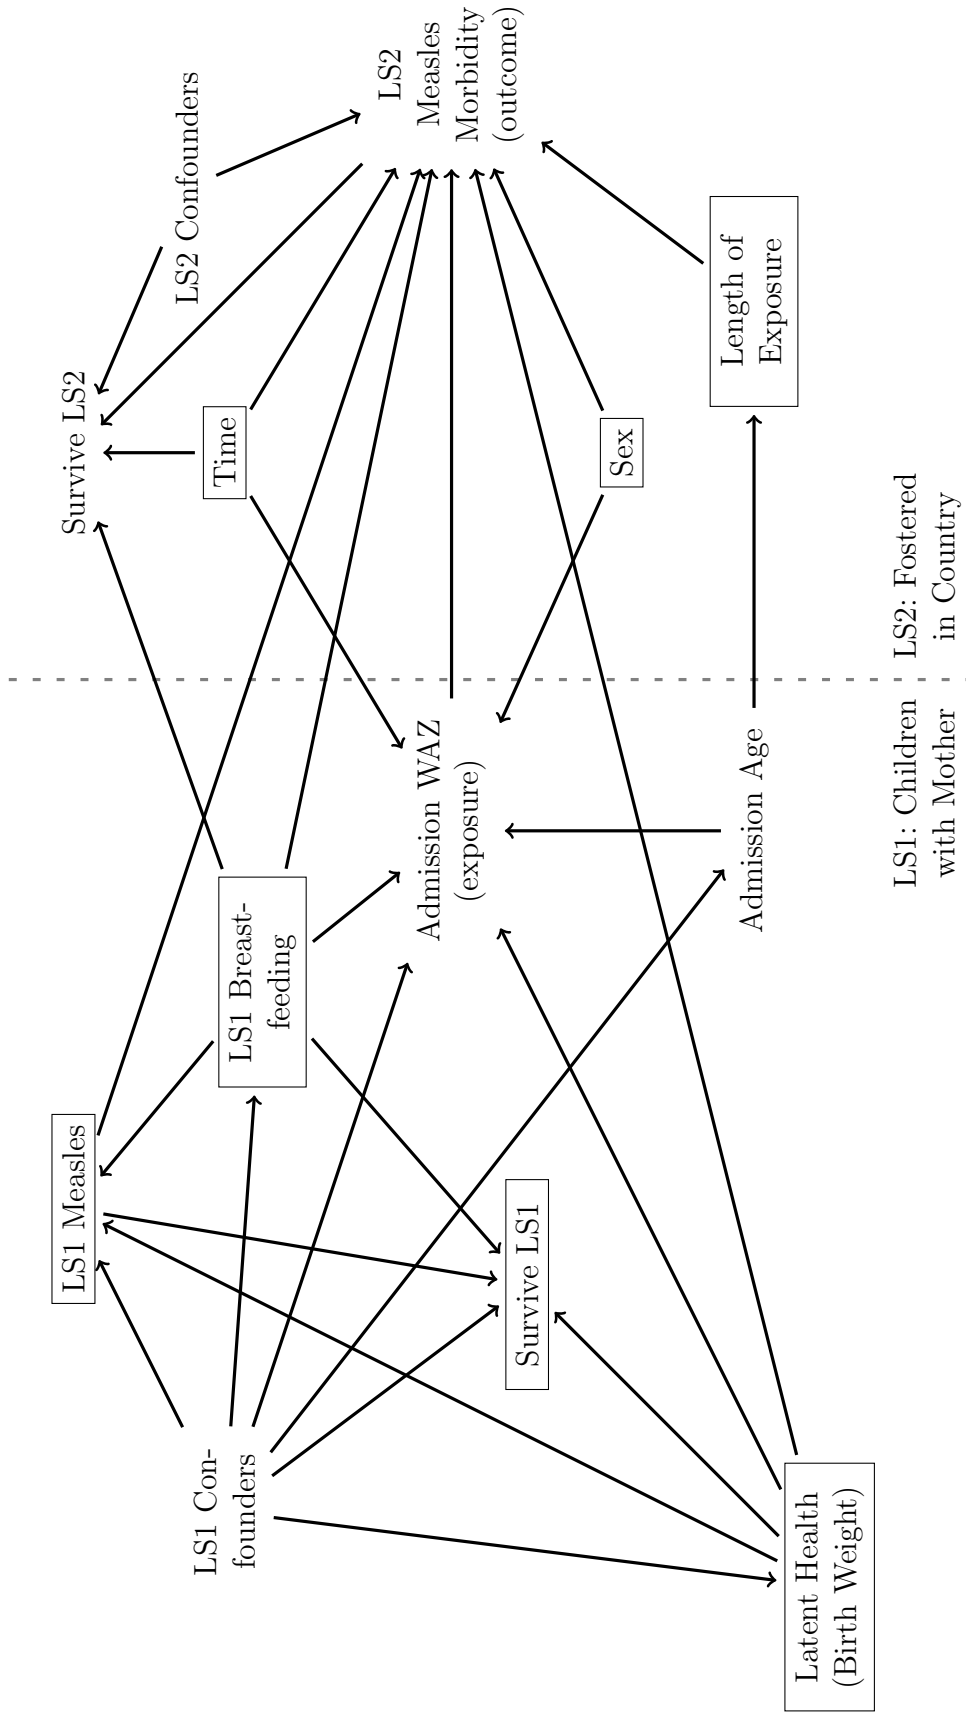 LS1 Con-
founders
LS1 Measles
LS1 Breast-
feeding
Survive LS2
Time
LS2 Confounders
LS2
Measles
Morbidity
(outcome)
Admission WAZ
(exposure)
Survive LS1
Sex
Latent Health
(Birth Weight)
Admission Age
Length of
Exposure
LS1: Children
with Mother
LS2: Fostered
in Country